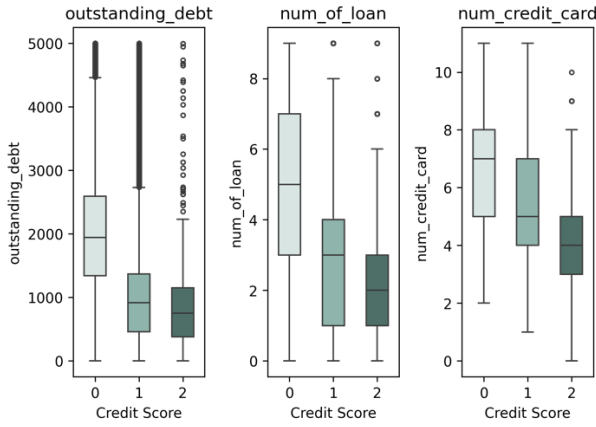 outstanding_debt
outstanding_debt
5000
4000
3000
2000
1000
0
0 1 2
Credit Score
num_of_loan
num_of_loan
8
6
4
2
0
0 1 2
Credit Score
num_credit_card
num_credit_card
10
8
6
4
2
0
0 1 2
Credit Score